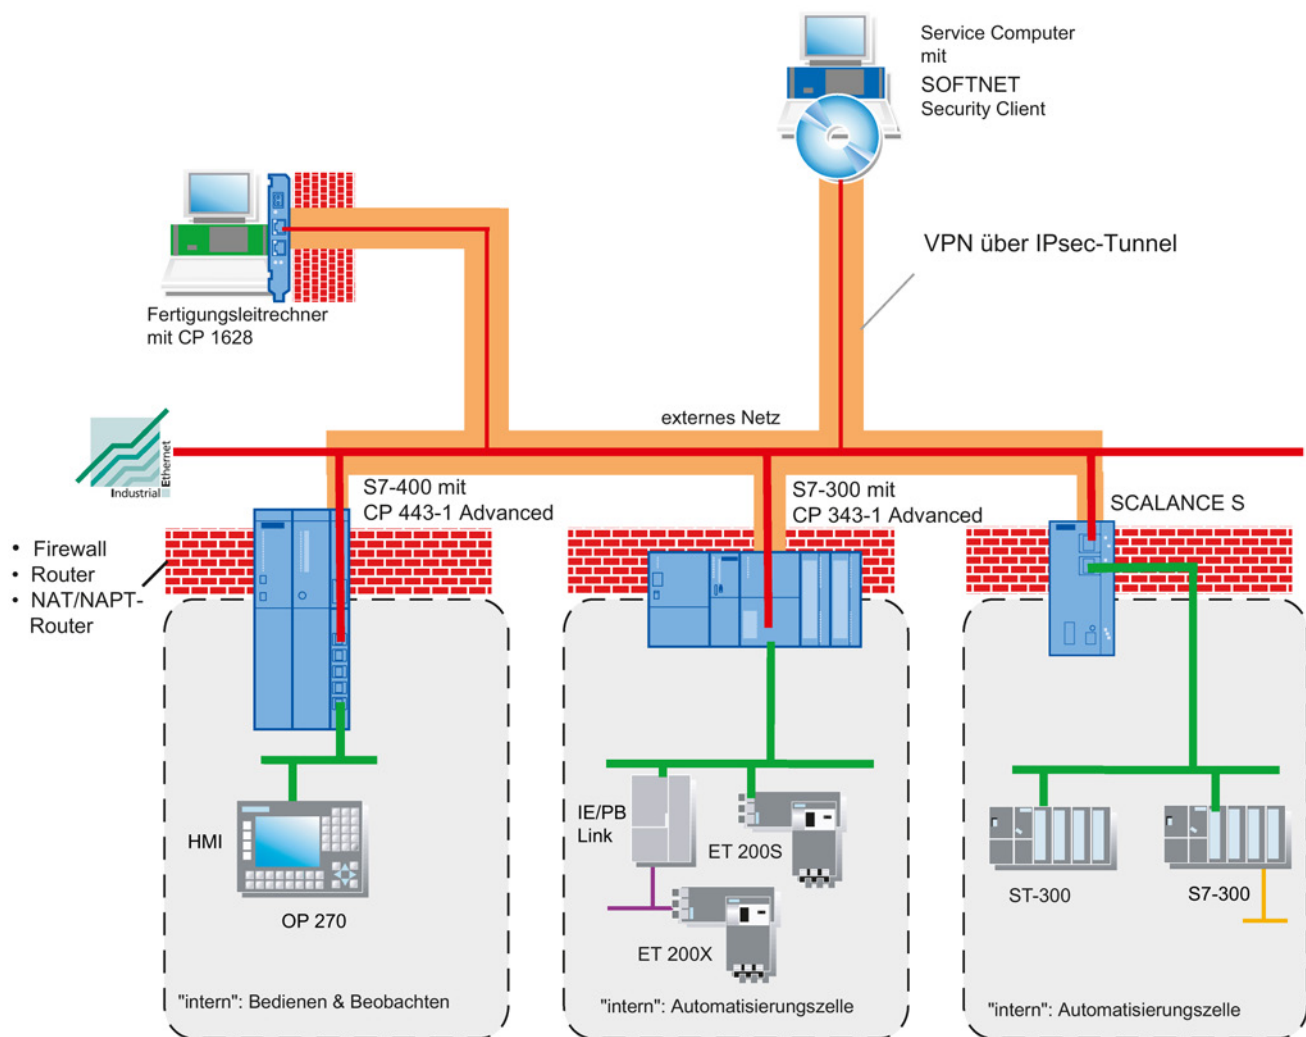 Service Computer
mit
SOFTNET
Security Client
VPN über IPsec-Tunnel
Fertigungsleitrechner
mit CP 1628
externes Netz
Industrial Ethernet
S7-400 mit
CP 443-1 Advanced
S7-300 mit
CP 343-1 Advanced
SCALANCE S
• Firewall
• Router
• NAT/NAPT-
Router
HMI
OP 270
IE/PB
Link
ET 200S
ET 200X
ST-300
S7-300
"intern": Bedienen & Beobachten
"intern": Automatisierungszelle
"intern": Automatisierungszelle